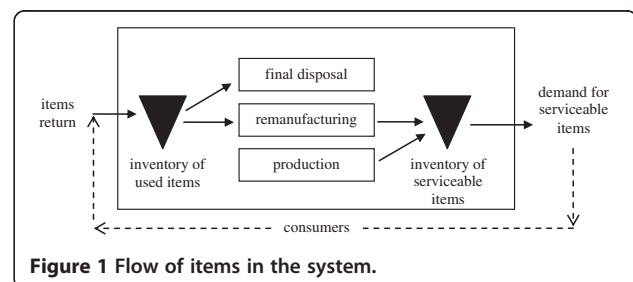 final disposal
items
return
remanufacturing
demand for
serviceable
items
inventory of
used items
production
inventory of
serviceable
items
consumers
Figure 1 Flow of items in the system.